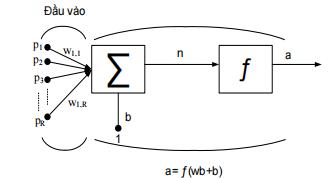 Đầu vào
p1
w1,1
p2
p3
w1,R
pR
Σ
n
f
a
b
1
a= f(wb+b)